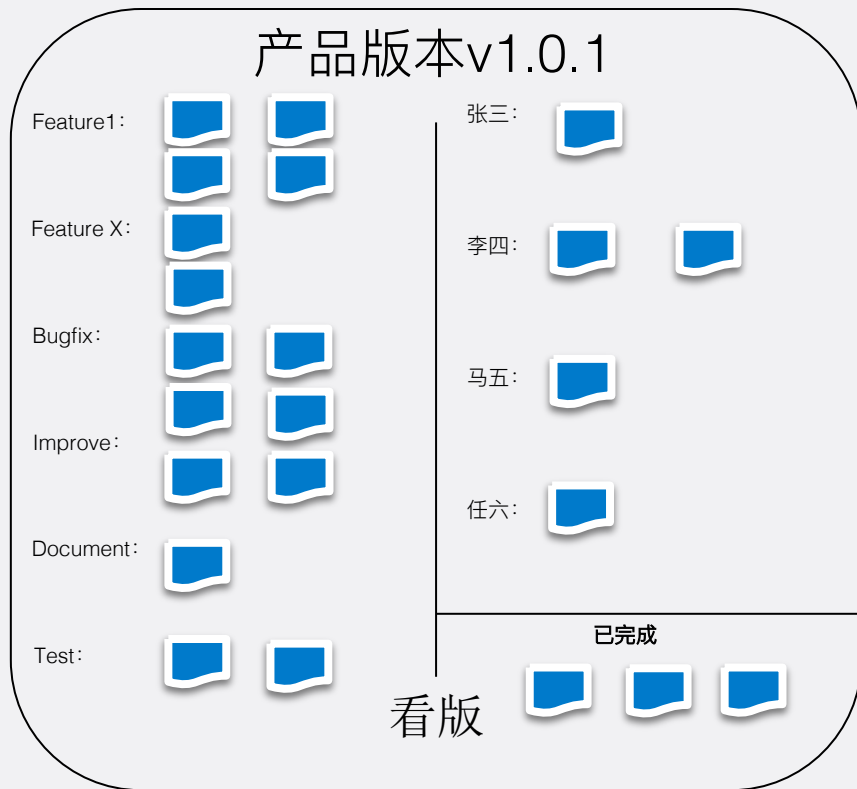 产品版本v1.0.1
Feature1：
Feature X：
Bugfix：
Improve：
Document：
Test：
张三：
李四：
马五：
任六：
已完成
看版